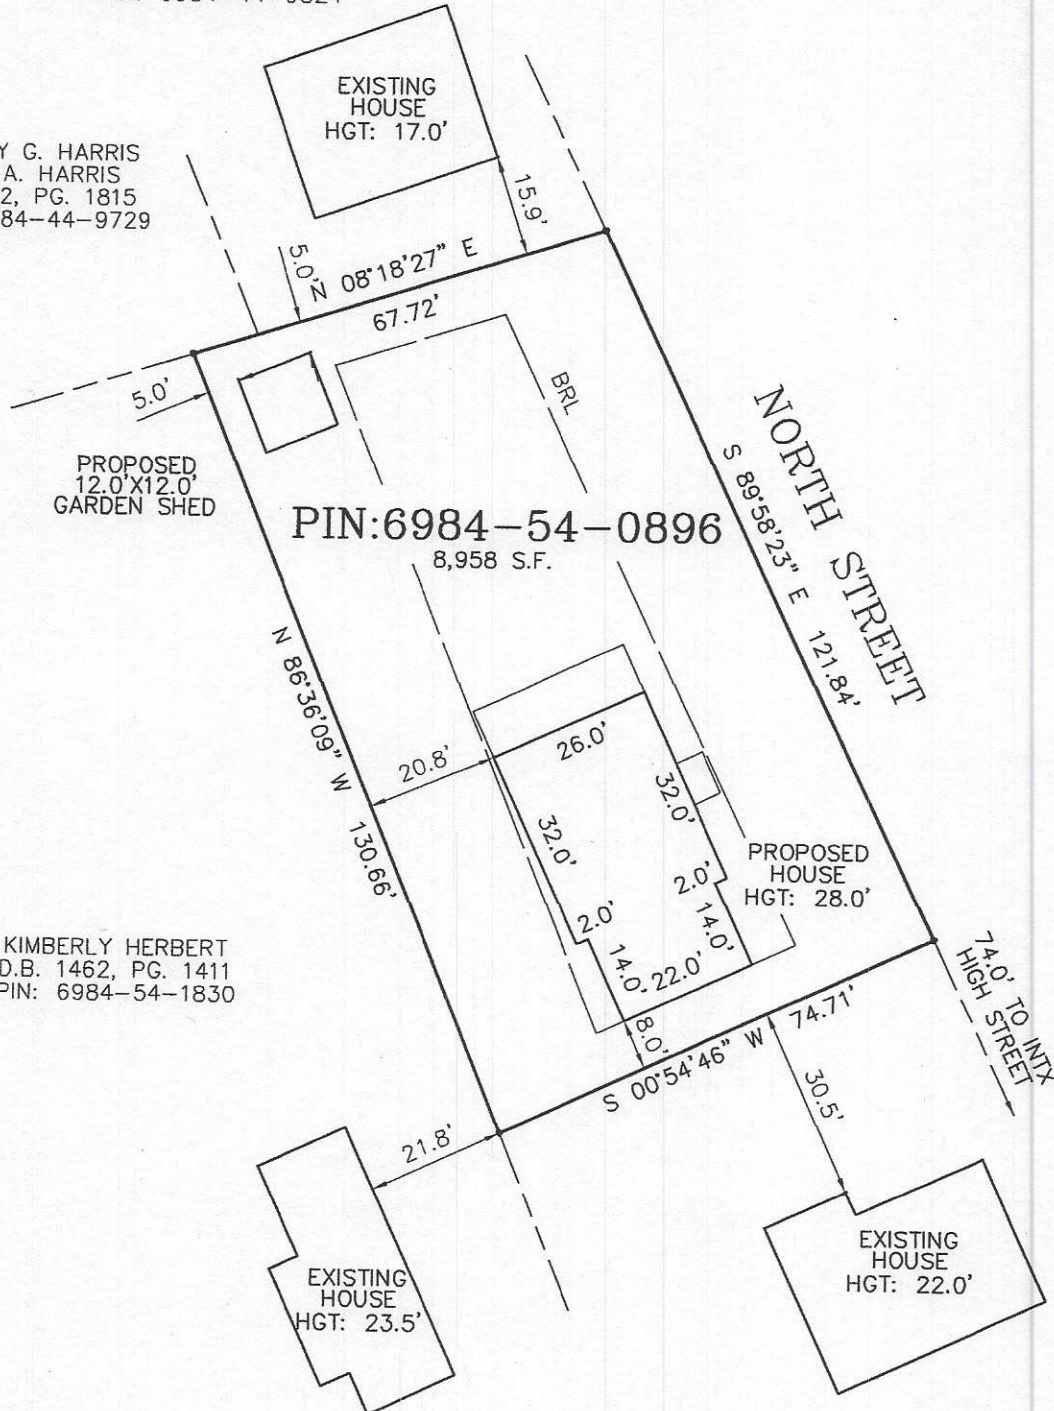 EXISTING
HOUSE
HGT: 17.0'
Y G. HARRIS
A. HARRIS
2, PG. 1815
84-44-9729
15.9'
5.0'
N 08°18'27" E
67.72'
5.0'
BRL
PROPOSED
12.0'X12.0'
GARDEN SHED
NORTH STREET
S 89°58'23" E 121.84'
PIN:6984-54-0896
8,958 S.F.
N 86°36'09" W 130.66'
20.8'
26.0'
32.0'
32.0'
PROPOSED
HOUSE
HGT: 28.0'
2.0'
2.0'
14.0'
14.0'
22.0'
8.0'
KIMBERLY HERBERT
D.B. 1462, PG. 1411
PIN: 6984-54-1830
74.0' TO INTX
HIGH STREET
S 00°54'46" W 74.71'
30.5'
21.8'
EXISTING
HOUSE
HGT: 22.0'
EXISTING
HOUSE
HGT: 23.5'